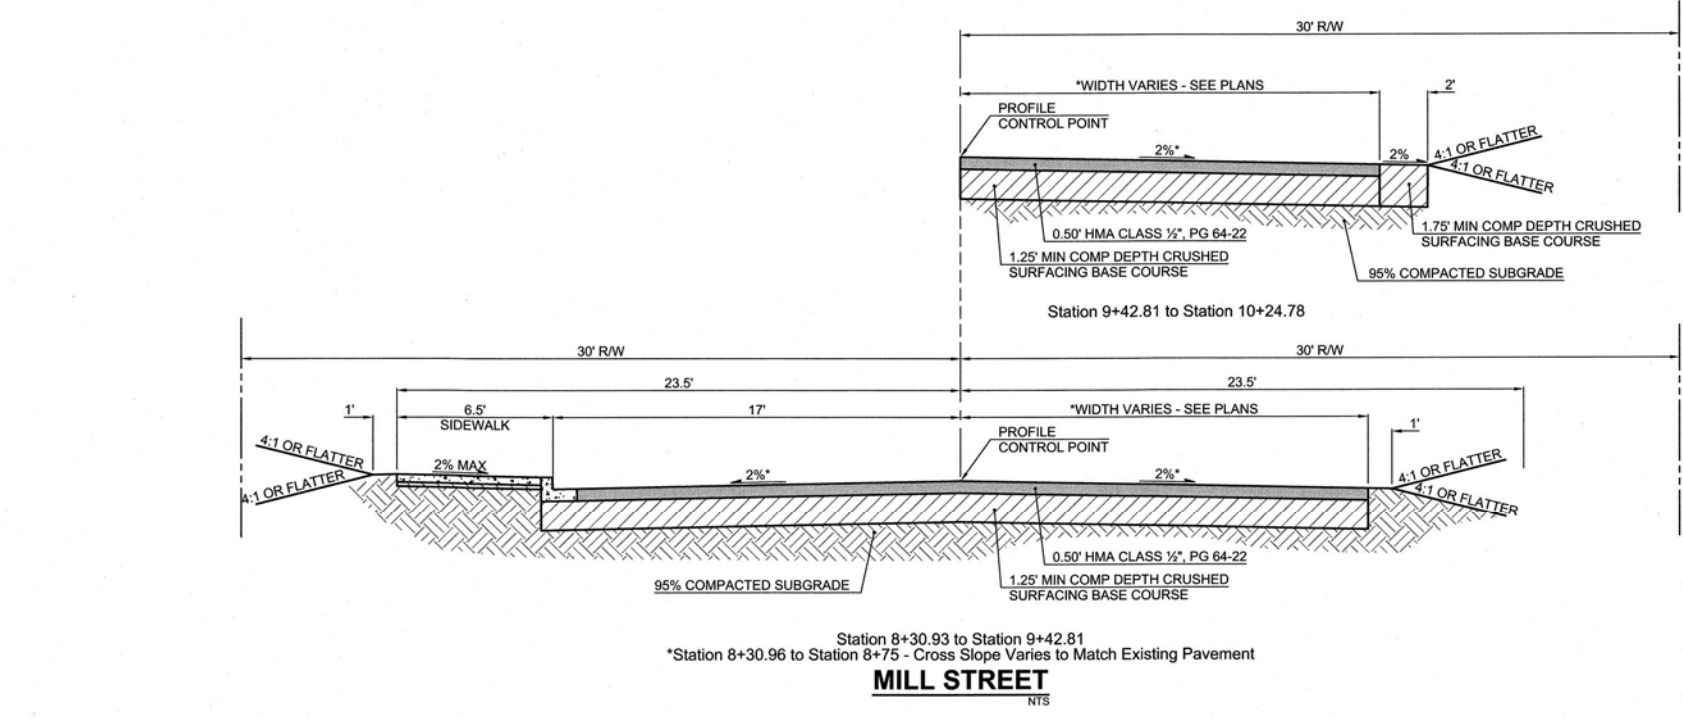 30' R/W
*WIDTH VARIES - SEE PLANS
2'
PROFILE
CONTROL POINT
2%*
2%
4:1 OR FLATTER
4:1 OR FLATTER
1.75' MIN COMP DEPTH CRUSHED
SURFACING BASE COURSE
0.50' HMA CLASS ½", PG 64-22
1.25' MIN COMP DEPTH CRUSHED
SURFACING BASE COURSE
95% COMPACTED SUBGRADE
Station 9+42.81 to Station 10+24.78
30' R/W
30' R/W
23.5'
23.5'
1'
6.5'
SIDEWALK
17'
*WIDTH VARIES - SEE PLANS
1'
PROFILE
CONTROL POINT
4:1 OR FLATTER
4:1 OR FLATTER
2% MAX
2%*
2%*
4:1 OR FLATTER
4:1 OR FLATTER
0.50' HMA CLASS ½", PG 64-22
95% COMPACTED SUBGRADE
1.25' MIN COMP DEPTH CRUSHED
SURFACING BASE COURSE
Station 8+30.93 to Station 9+42.81
*Station 8+30.96 to Station 8+75 - Cross Slope Varies to Match Existing Pavement
MILL STREET
NTS